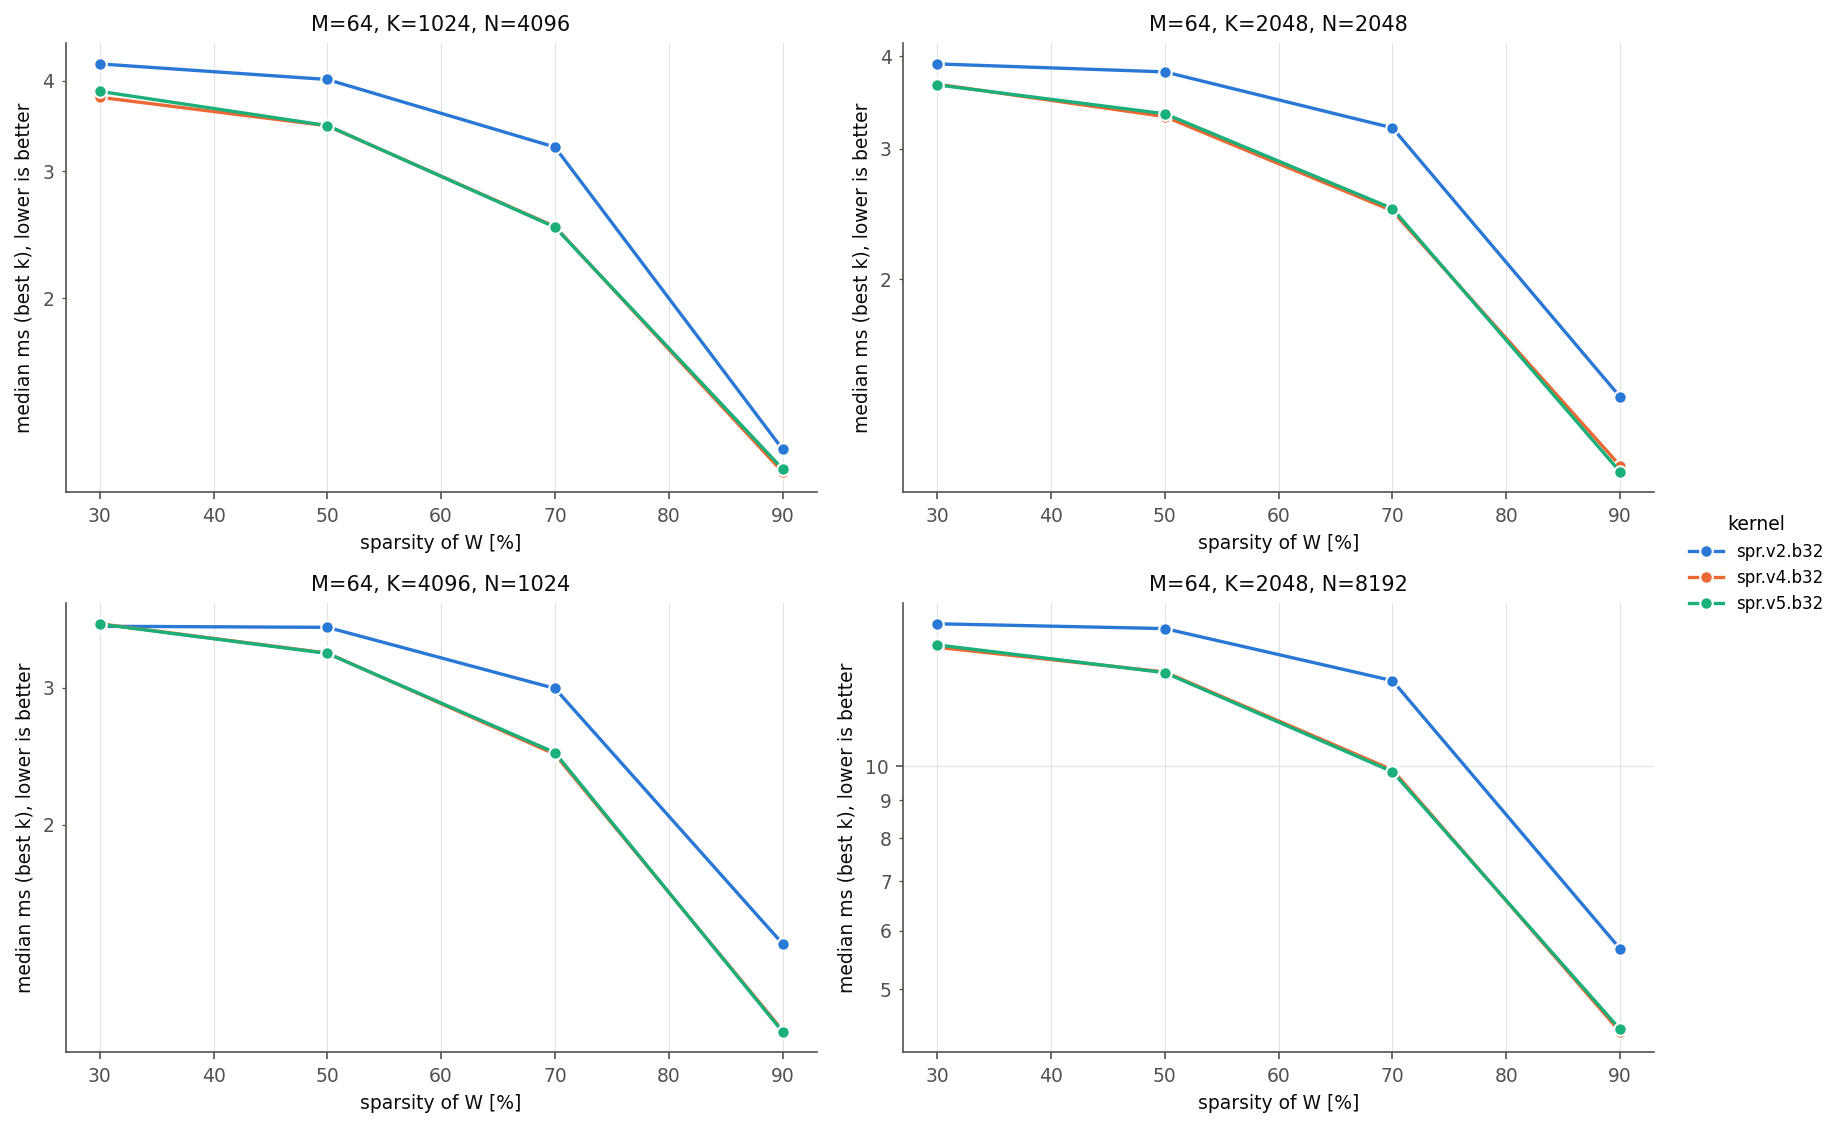 M=64, K=1024, N=4096
median ms (best k), lower is better
4
3
2
30 40 50 60 70 80 90
sparsity of W [%]
M=64, K=2048, N=2048
median ms (best k), lower is better
4
3
2
30 40 50 60 70 80 90
sparsity of W [%]
M=64, K=4096, N=1024
median ms (best k), lower is better
3
2
30 40 50 60 70 80 90
sparsity of W [%]
M=64, K=2048, N=8192
median ms (best k), lower is better
10
9
8
7
6
5
30 40 50 60 70 80 90
sparsity of W [%]
kernel
spr.v2.b32
spr.v4.b32
spr.v5.b32